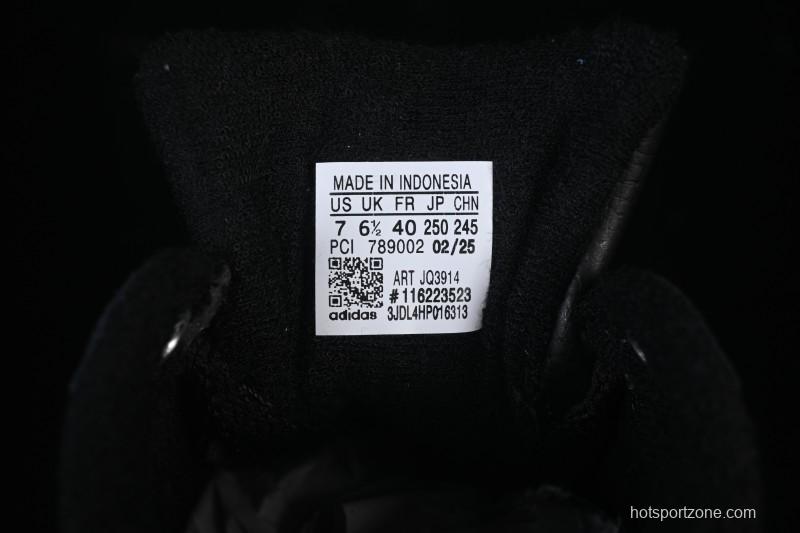 MADE IN INDONESIA
US UK FR JP CHN
7 6½ 40 250 245
PCI 789002 02/25
ART JQ3914
#116223523
adidas 3JDL4HP016313
hotsportzone.com